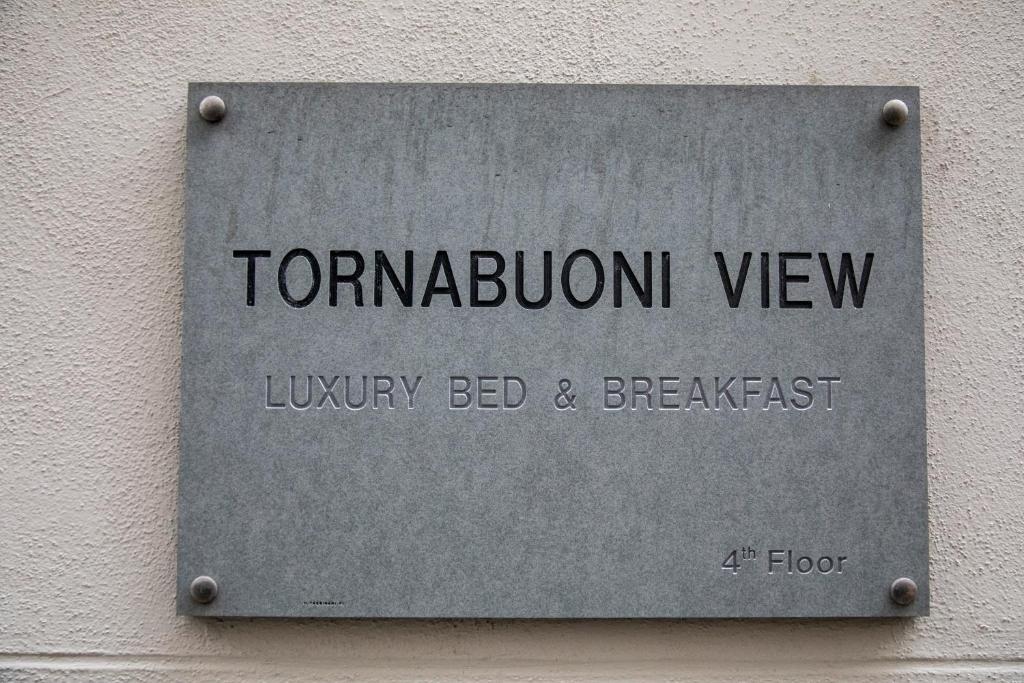 TORNABUONI VIEW
LUXURY BED & BREAKFAST
4th Floor